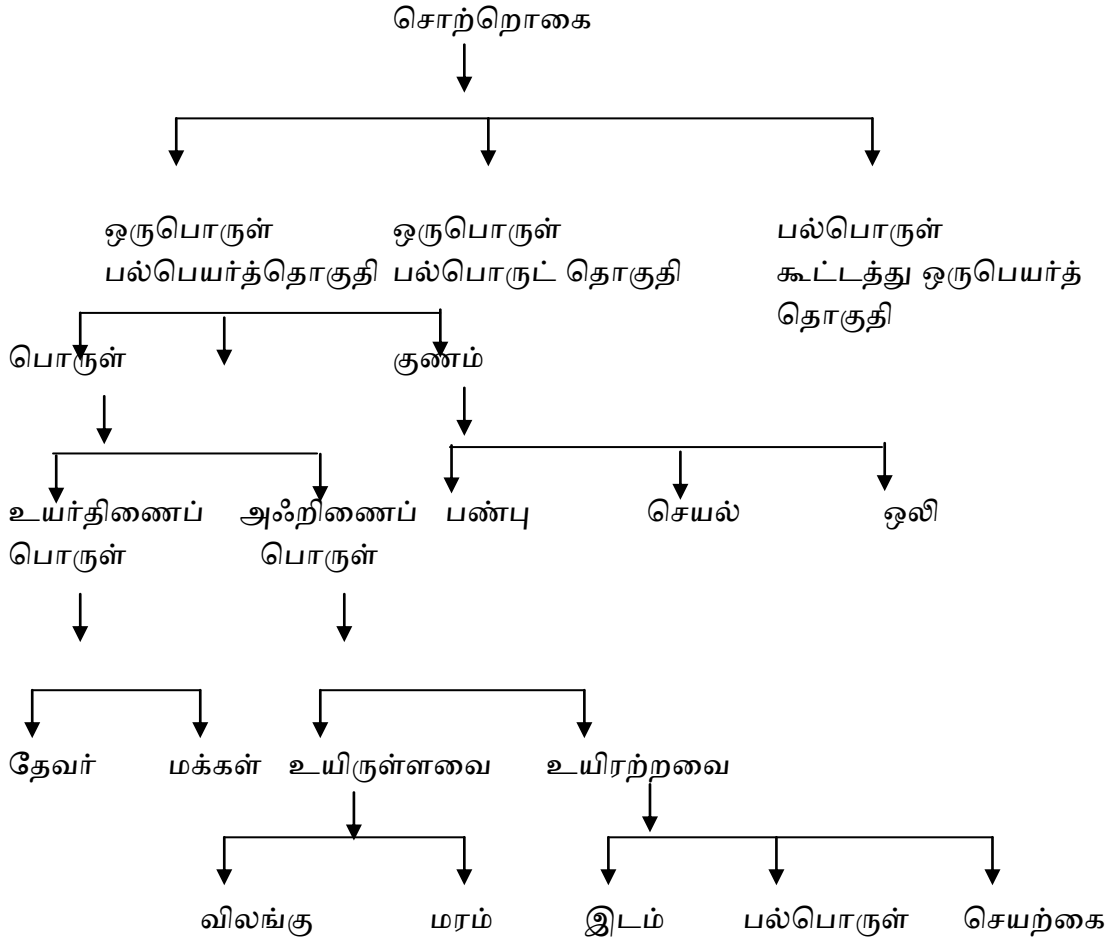 சொற்றொகை
ஒருபொருள்
பல்பெயர்த்தொகுதி
ஒருபொருள்
பல்பொருட் தொகுதி
பல்பொருள்
கூட்டத்து ஒருபெயர்த்
தொகுதி
பொருள்
குணம்
உயர்திணைப்
பொருள்
அஃறிணைப்
பொருள்
பண்பு
செயல்
ஒலி
தேவர்
மக்கள்
உயிருள்ளவை
உயிரற்றவை
விலங்கு
மரம்
இடம்
பல்பொருள்
செயற்கை